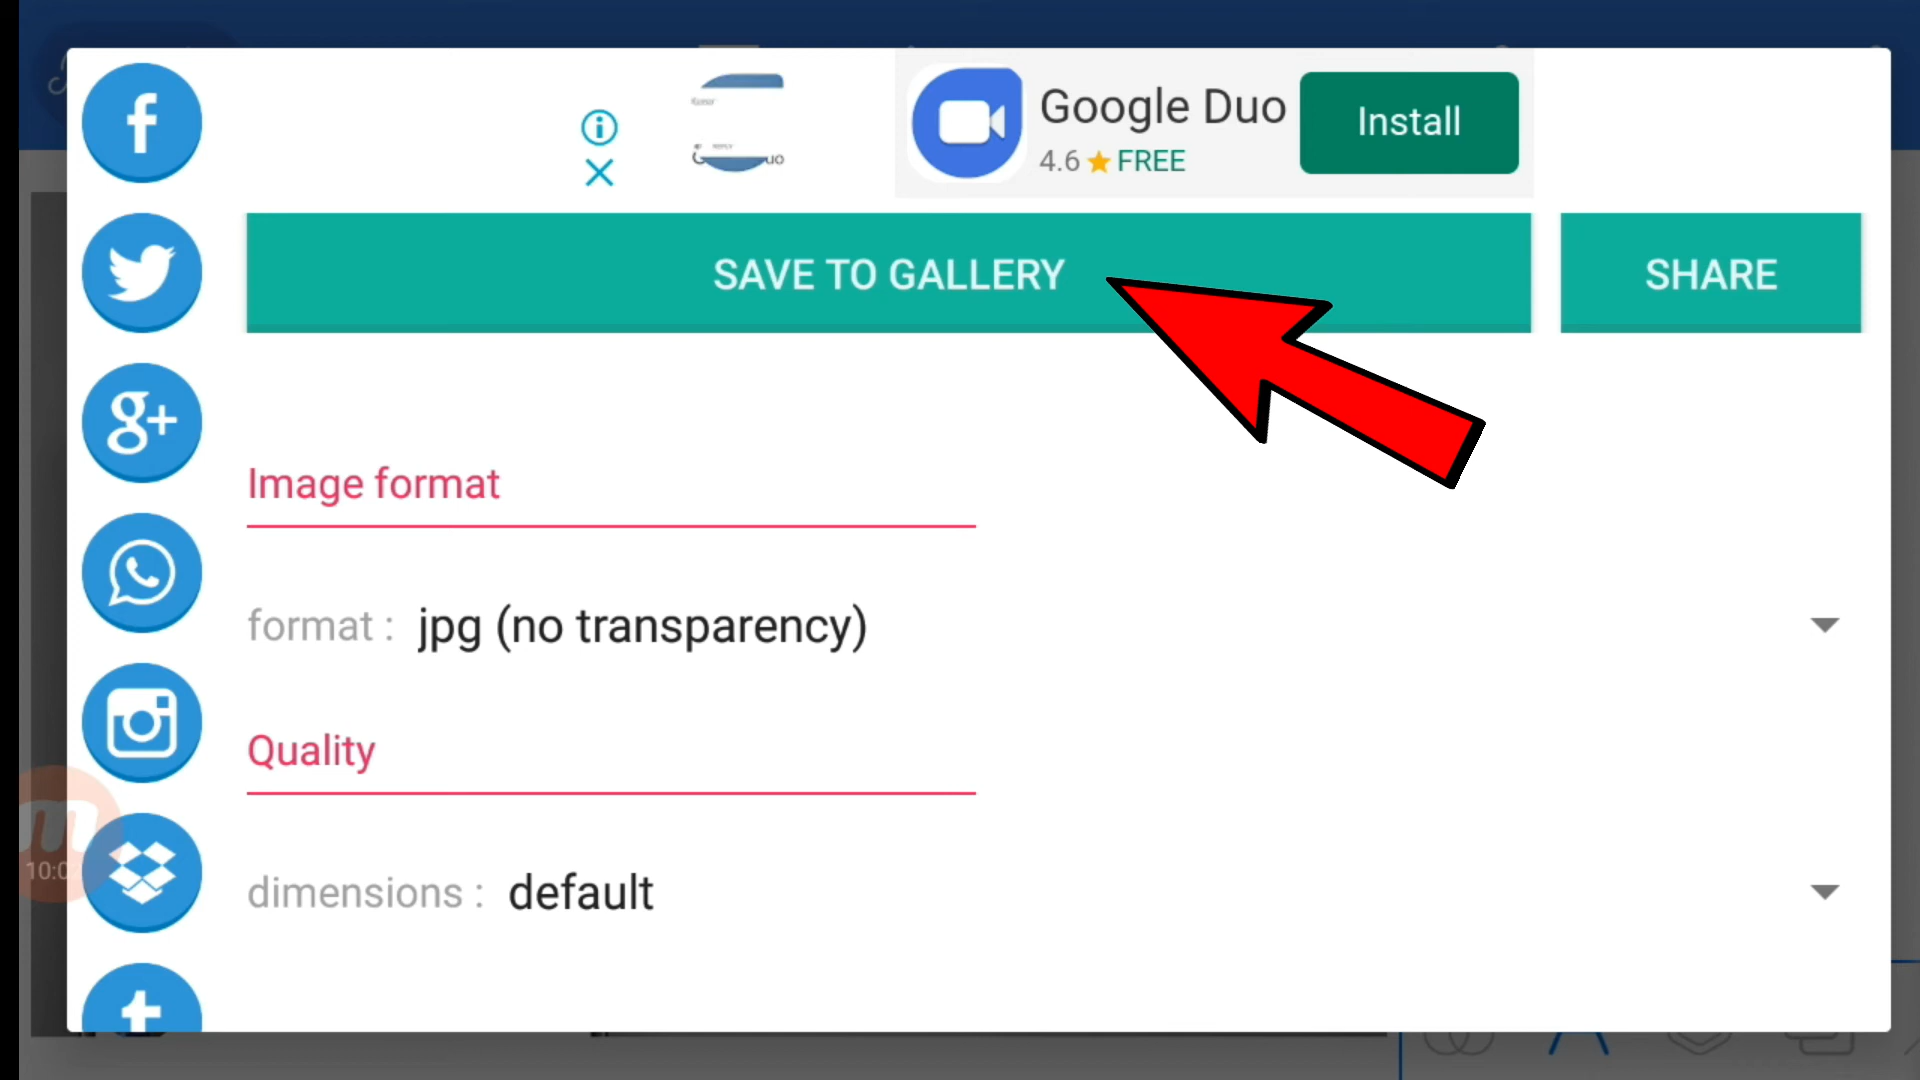 Google Duo
Install
4.6 FREE
SAVE TO GALLERY
SHARE
Image format
format : jpg (no transparency)
Quality
dimensions : default